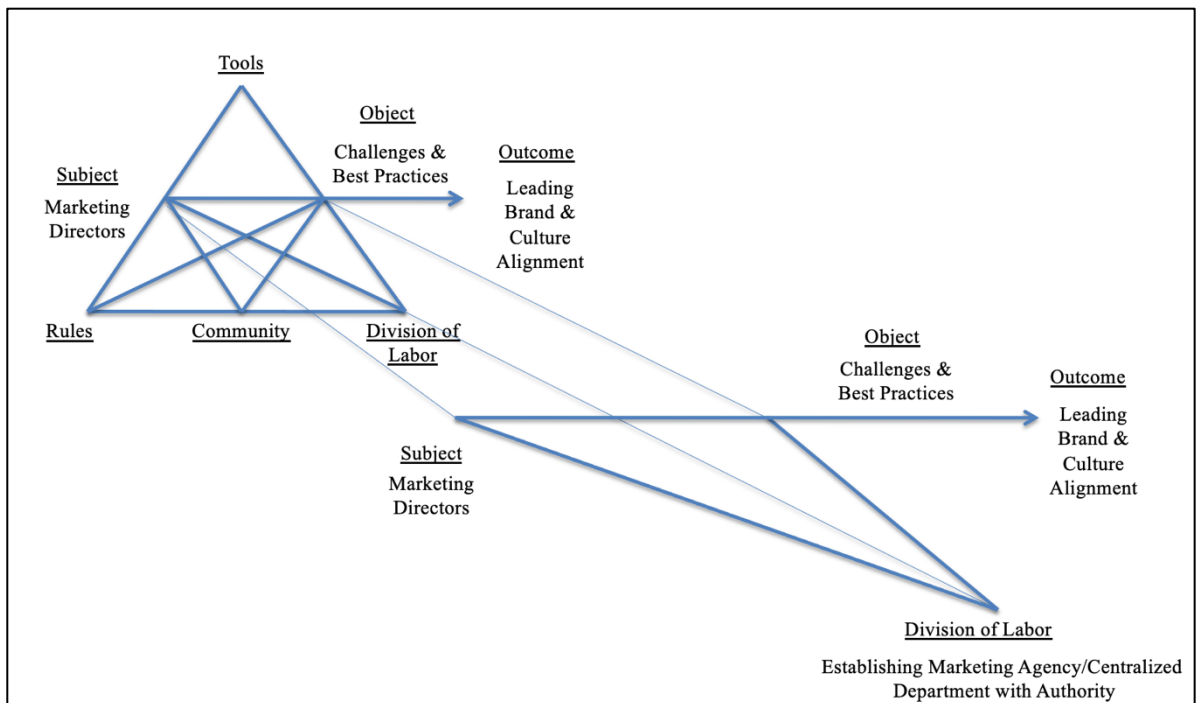 Tools
Object
Challenges &
Best Practices
Outcome
Leading
Brand &
Culture
Alignment
Subject
Marketing
Directors
Rules
Community
Division of
Labor
Object
Challenges &
Best Practices
Outcome
Leading
Brand &
Culture
Alignment
Subject
Marketing
Directors
Division of Labor
Establishing Marketing Agency/Centralized
Department with Authority